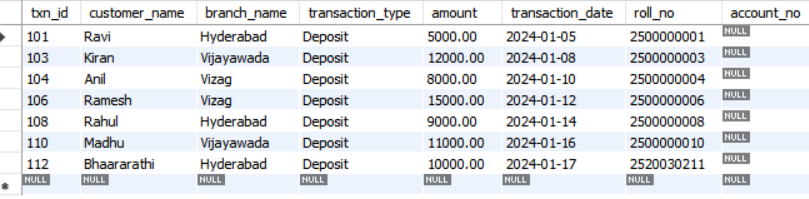 txn_id customer_name branch_name transaction_type amount transaction_date roll_no account_no
101 Ravi Hyderabad Deposit 5000.00 2024-01-05 2500000001 NULL
103 Kiran Vijayawada Deposit 12000.00 2024-01-08 2500000003 NULL
104 Anil Vizag Deposit 8000.00 2024-01-10 2500000004 NULL
106 Ramesh Vizag Deposit 15000.00 2024-01-12 2500000006 NULL
108 Rahul Hyderabad Deposit 9000.00 2024-01-14 2500000008 NULL
110 Madhu Vijayawada Deposit 11000.00 2024-01-16 2500000010 NULL
112 Bhaararathi Hyderabad Deposit 10000.00 2024-01-17 2520030211 NULL
NULL NULL NULL NULL NULL NULL NULL NULL